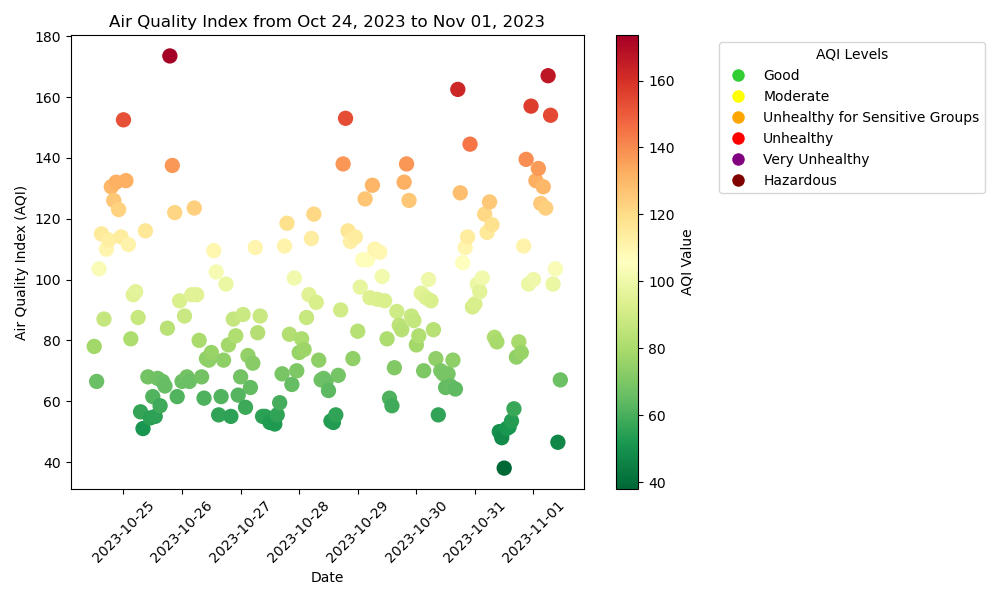 Air Quality Index from Oct 24, 2023 to Nov 01, 2023
Air Quality Index (AQI)
180
160
140
120
100
80
60
40
2023-10-25
2023-10-26
2023-10-27
2023-10-28
2023-10-29
2023-10-30
2023-10-31
2023-11-01
Date
160
140
120
100
80
60
40
AQI Value
AQI Levels
Good
Moderate
Unhealthy for Sensitive Groups
Unhealthy
Very Unhealthy
Hazardous